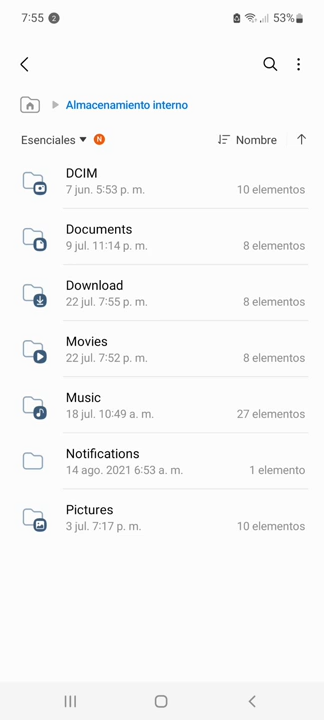 7:55 2 53%
Almacenamiento interno
Esenciales N Nombre
DCIM
7 jun. 5:53 p. m. 10 elementos
Documents
9 jul. 11:14 p. m. 8 elementos
Download
22 jul. 7:55 p. m. 8 elementos
Movies
22 jul. 7:52 p. m. 8 elementos
Music
18 jul. 10:49 a. m. 27 elementos
Notifications
14 ago. 2021 6:53 a. m. 1 elemento
Pictures
3 jul. 7:17 p. m. 10 elementos